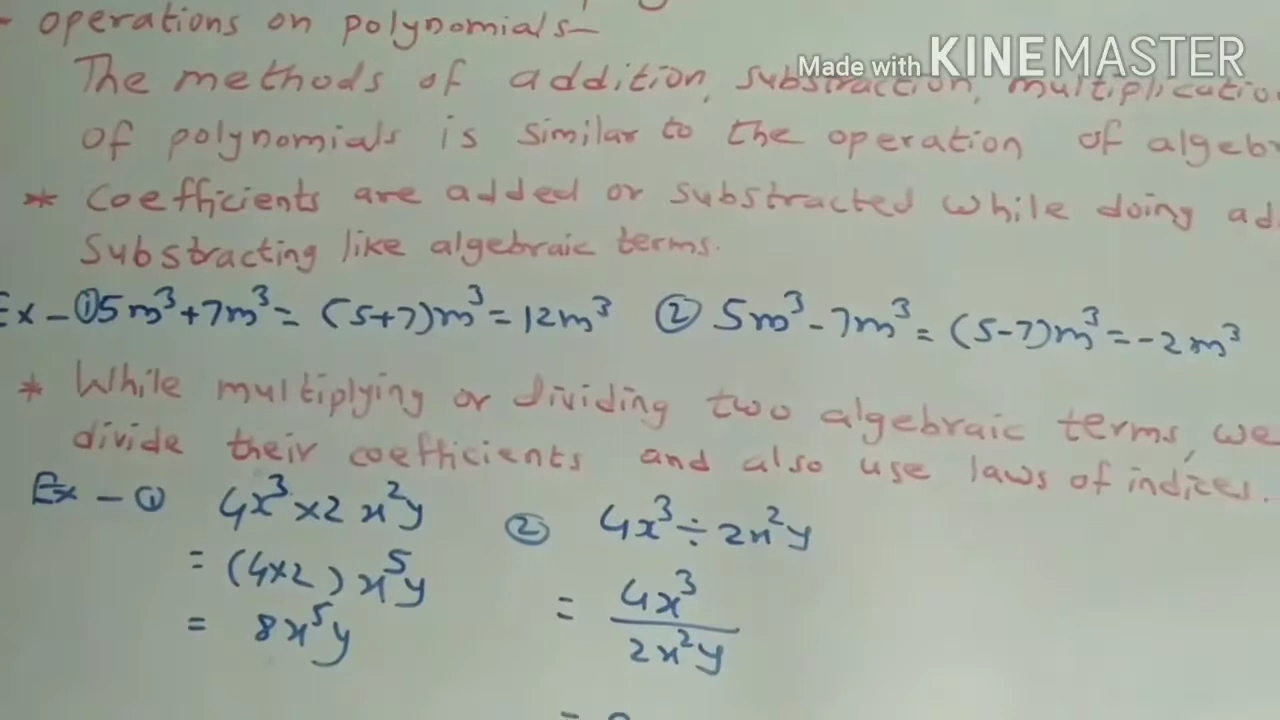 operations on polynomials-
Made with KINEMASTER
The methods of addition, substraction, multiplicatio
of polynomials is similar to the operation of algebr
* Coefficients are added or substracted while doing ad
Substracting like algebraic terms.
Ex - ① 5m³ + 7m³ = (5+7)m³ = 12m³ ② 5m³ - 7m³ = (5-7)m³ = -2m³
* While multiplying or dividing two algebraic terms, we
divide their coefficients and also use laws of indices.
Ex - ① 4x³ × 2x²y ② 4x³ ÷ 2x²y
= (4×2) x⁵y = 4x³ / 2x²y
= 8x⁵y
=